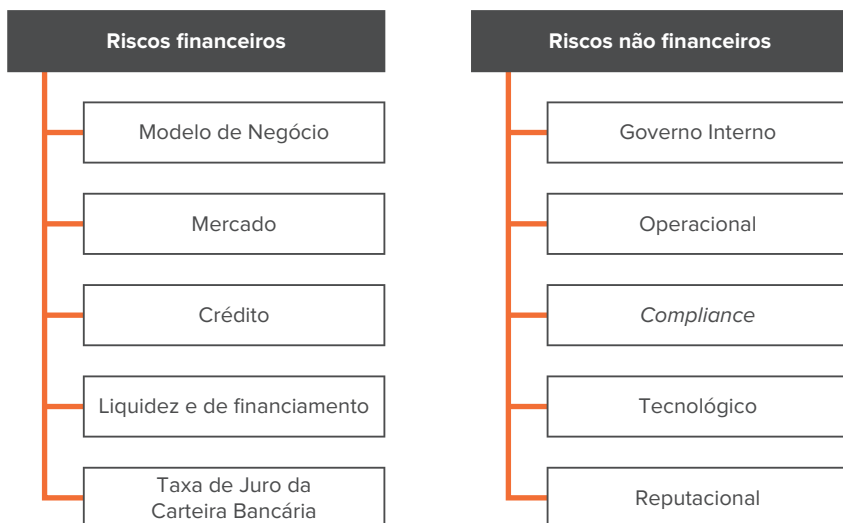 Riscos financeiros
Modelo de Negócio
Mercado
Crédito
Liquidez e de financiamento
Taxa de Juro da
Carteira Bancária
Riscos não financeiros
Governo Interno
Operacional
Compliance
Tecnológico
Reputacional